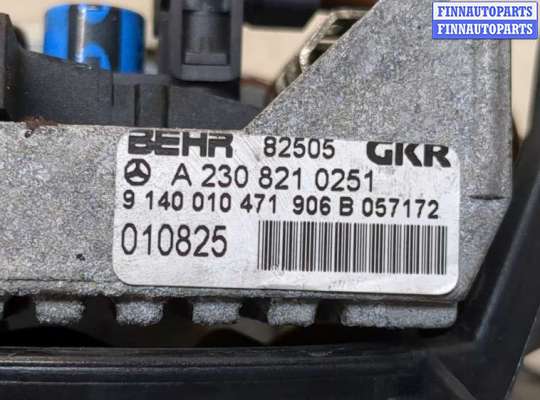 FINNAUTOPARTS
FINNAUTOPARTS
BEHR 82505 GKR
A 230 821 0251
9 140 010 471 906 B 057172
010825